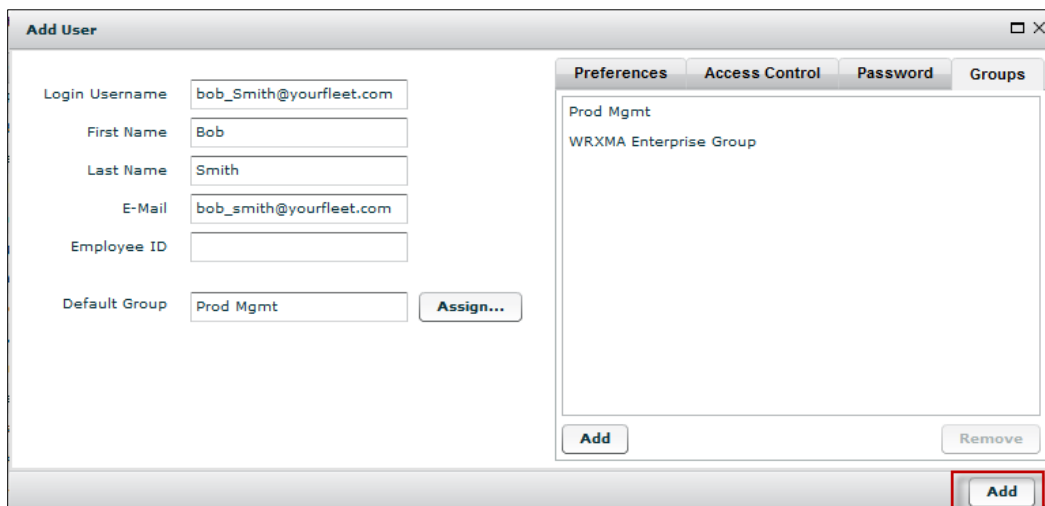 Add User
Login Username bob_Smith@yourfleet.com
First Name Bob
Last Name Smith
E-Mail bob_smith@yourfleet.com
Employee ID
Default Group Prod Mgmt Assign...
Preferences Access Control Password Groups
Prod Mgmt
WRXMA Enterprise Group
Add Remove
Add